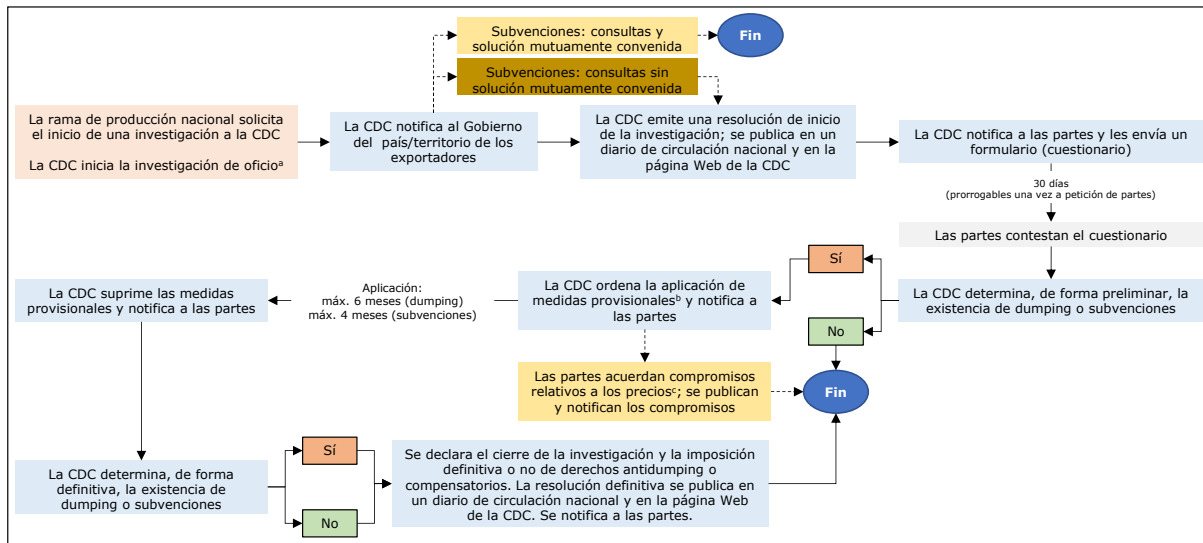 Subvenciones: consultas y
solución mutuamente convenida
Fin
Subvenciones: consultas sin
solución mutuamente convenida
La rama de producción nacional solicita
el inicio de una investigación a la CDC
La CDC inicia la investigación de oficioª
La CDC notifica al Gobierno
del país/territorio de los
exportadores
La CDC emite una resolución de inicio
de la investigación; se publica en un
diario de circulación nacional y en la
página Web de la CDC
La CDC notifica a las partes y les envía un
formulario (cuestionario)
30 días
(prorrogables una vez a petición de partes)
Las partes contestan el cuestionario
La CDC determina, de forma preliminar, la
existencia de dumping o subvenciones
Sí
No
La CDC ordena la aplicación de
medidas provisionalesᵇ y notifica a
las partes
Aplicación:
máx. 6 meses (dumping)
máx. 4 meses (subvenciones)
La CDC suprime las medidas
provisionales y notifica a las partes
Las partes acuerdan compromisos
relativos a los preciosᶜ; se publican
y notifican los compromisos
Fin
La CDC determina, de forma
definitiva, la existencia de
dumping o subvenciones
Sí
No
Se declara el cierre de la investigación y la imposición
definitiva o no de derechos antidumping o
compensatorios. La resolución definitiva se publica
en un diario de circulación nacional y en la página Web
de la CDC. Se notifica a las partes.